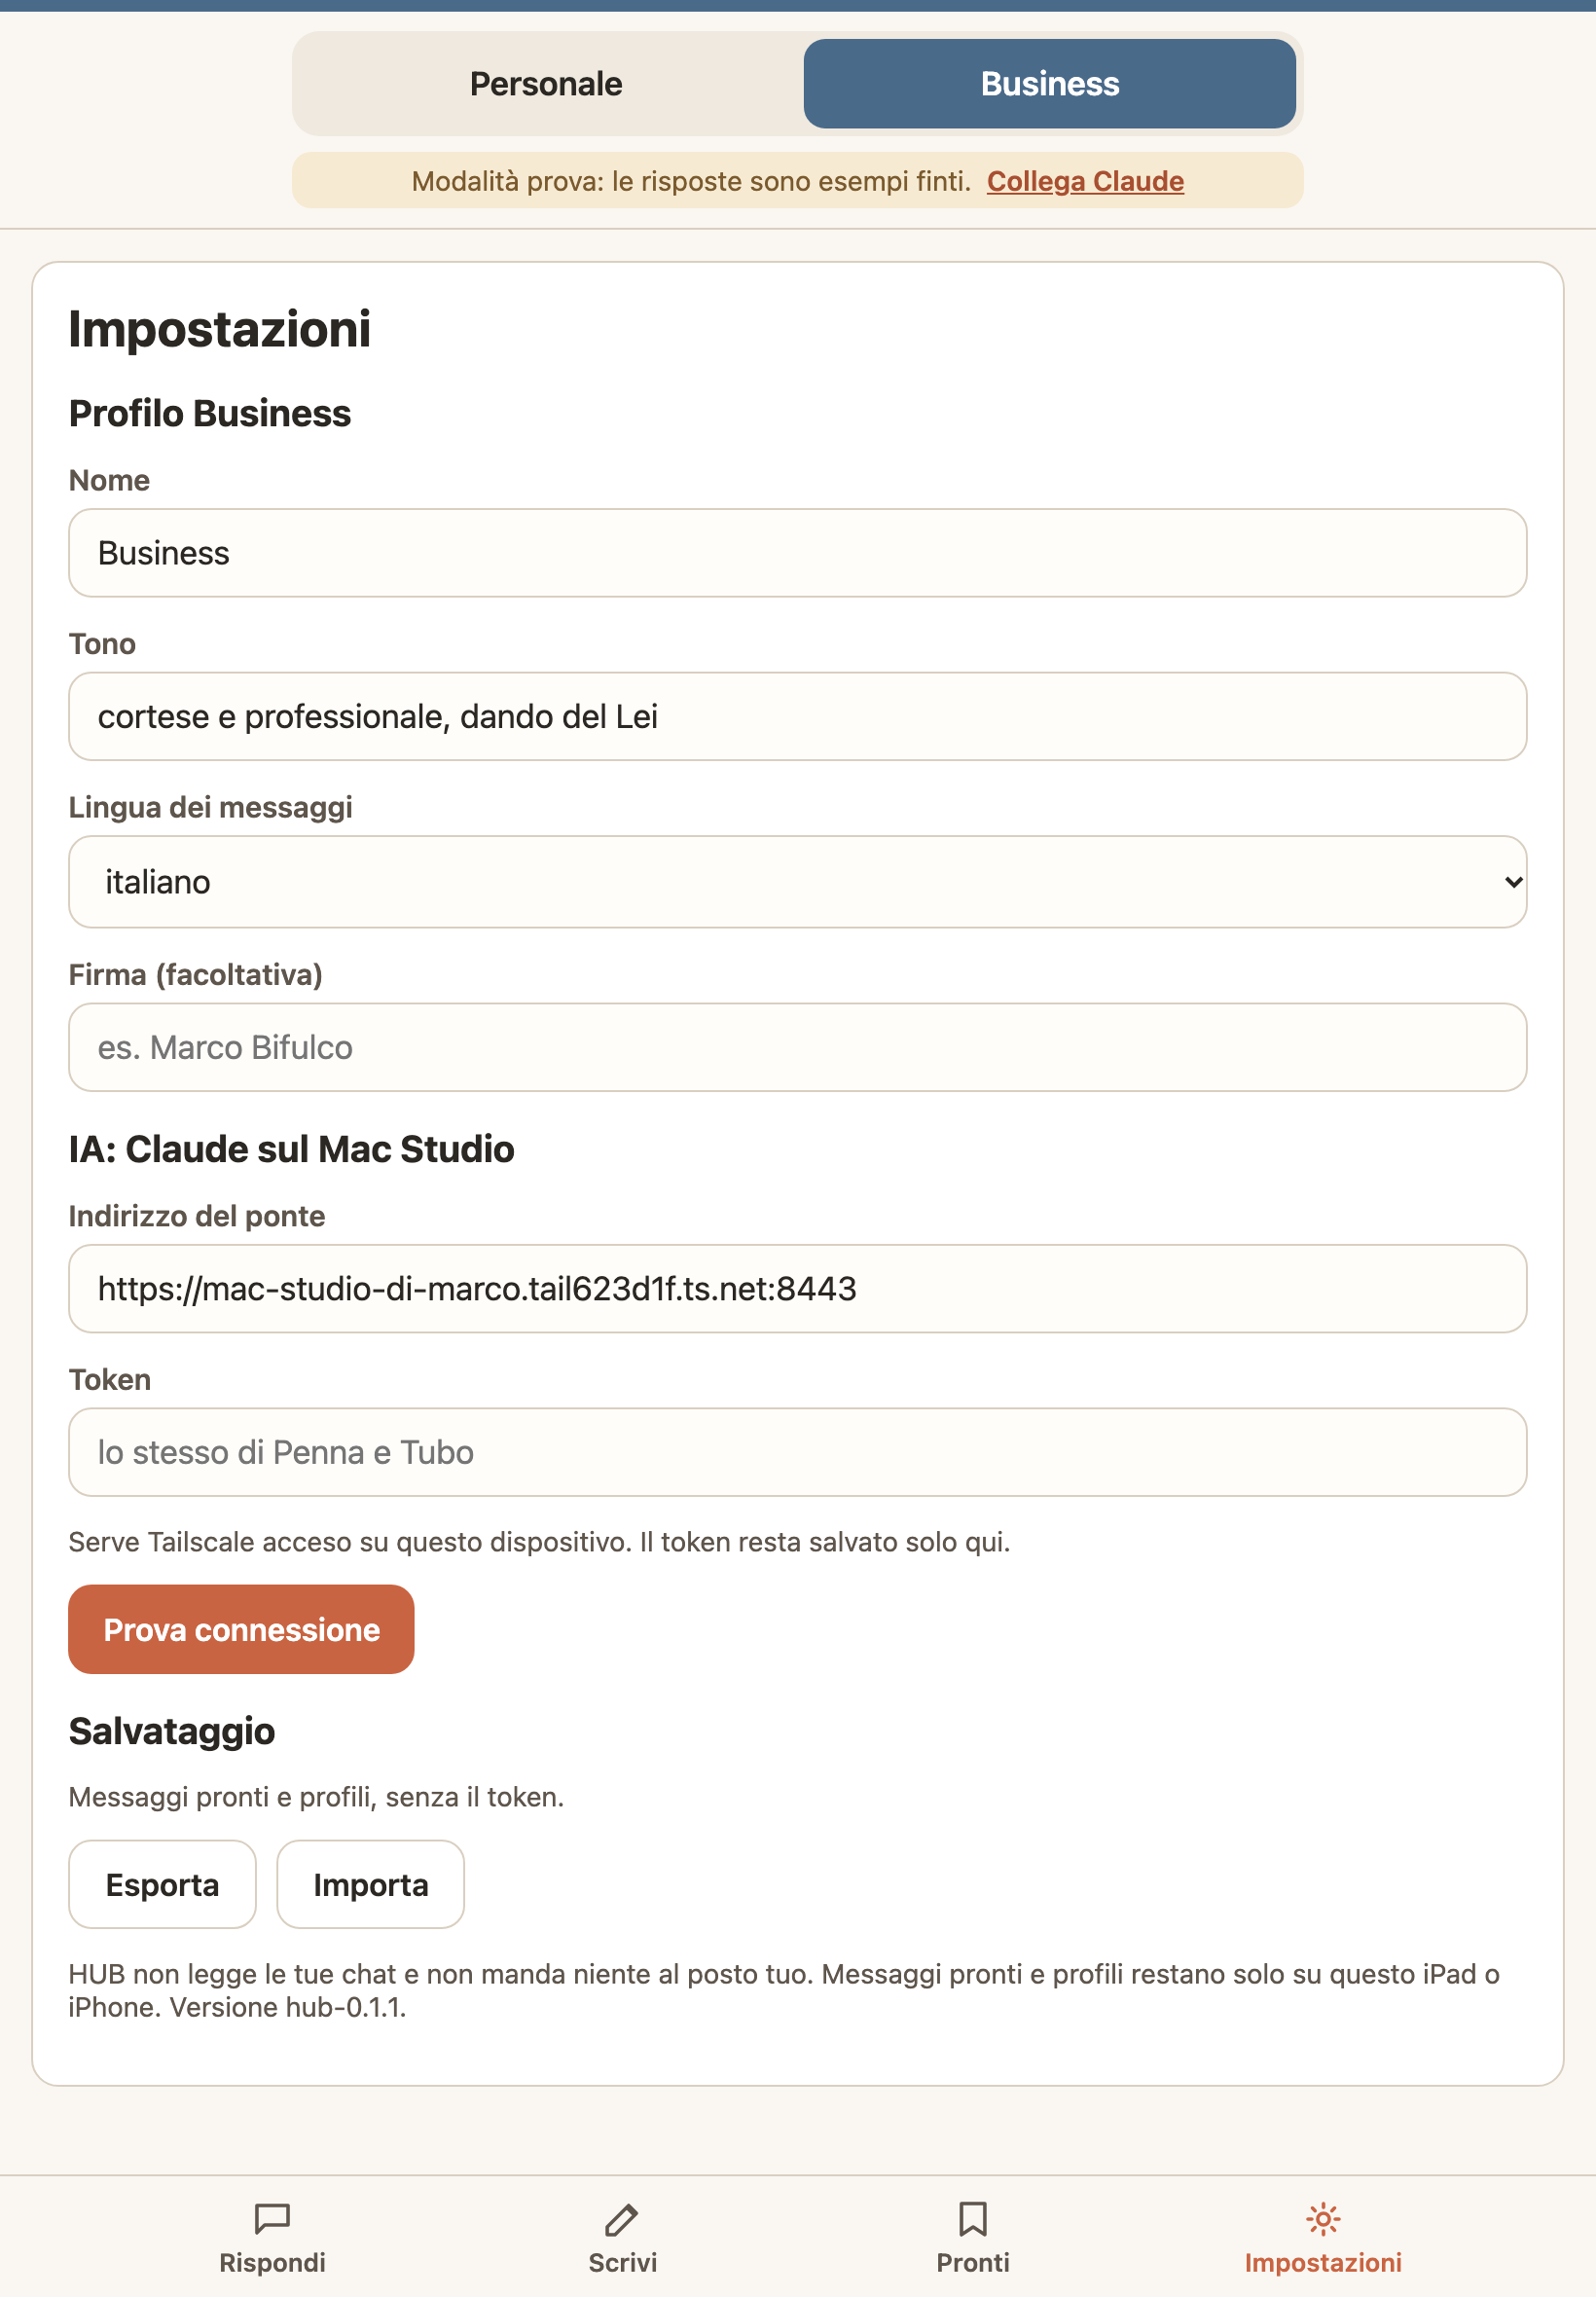 Personale
Business
Modalità prova: le risposte sono esempi finti. Collega Claude
Impostazioni
Profilo Business
Nome
Business
Tono
cortese e professionale, dando del Lei
Lingua dei messaggi
italiano
Firma (facoltativa)
es. Marco Bifulco
IA: Claude sul Mac Studio
Indirizzo del ponte
https://mac-studio-di-marco.tail623d1f.ts.net:8443
Token
lo stesso di Penna e Tubo
Serve Tailscale acceso su questo dispositivo. Il token resta salvato solo qui.
Prova connessione
Salvataggio
Messaggi pronti e profili, senza il token.
Esporta
Importa
HUB non legge le tue chat e non manda niente al posto tuo. Messaggi pronti e profili restano solo su questo iPad o
iPhone. Versione hub-0.1.1.
Rispondi
Scrivi
Pronti
Impostazioni